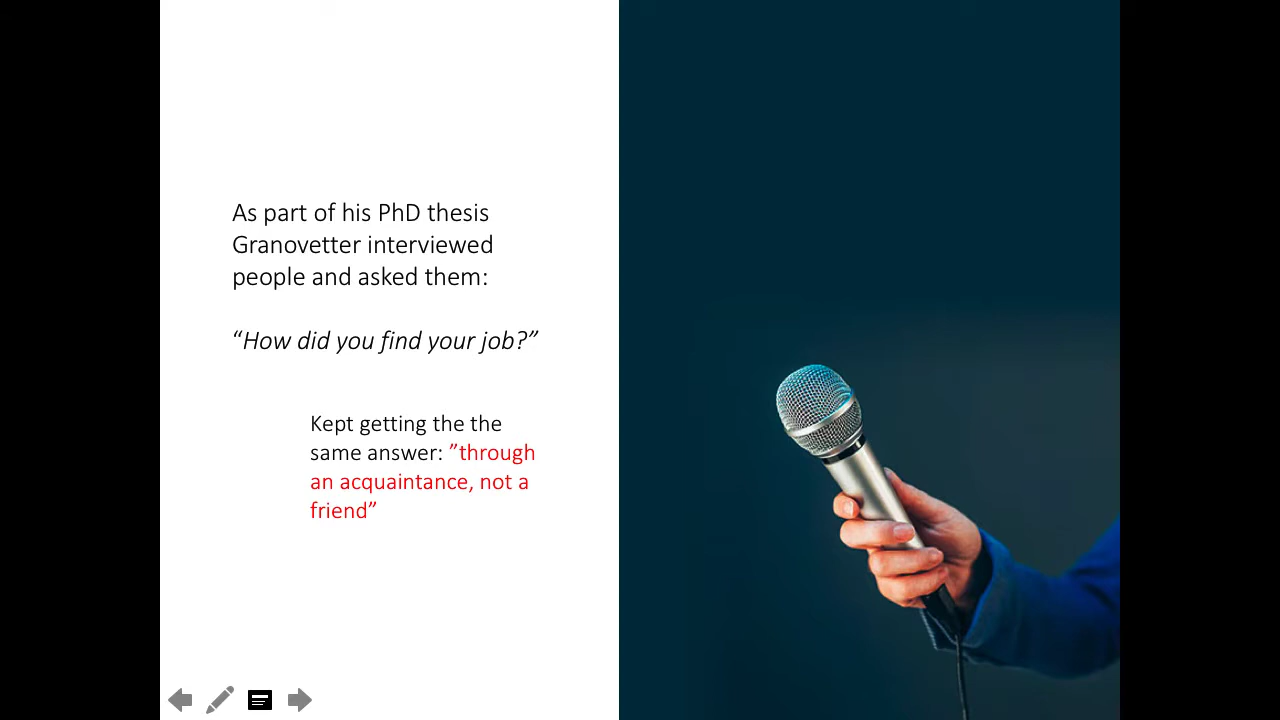 As part of his PhD thesis
Granovetter interviewed
people and asked them:
“How did you find your job?”
Kept getting the the
same answer: ”through
an acquaintance, not a
friend”